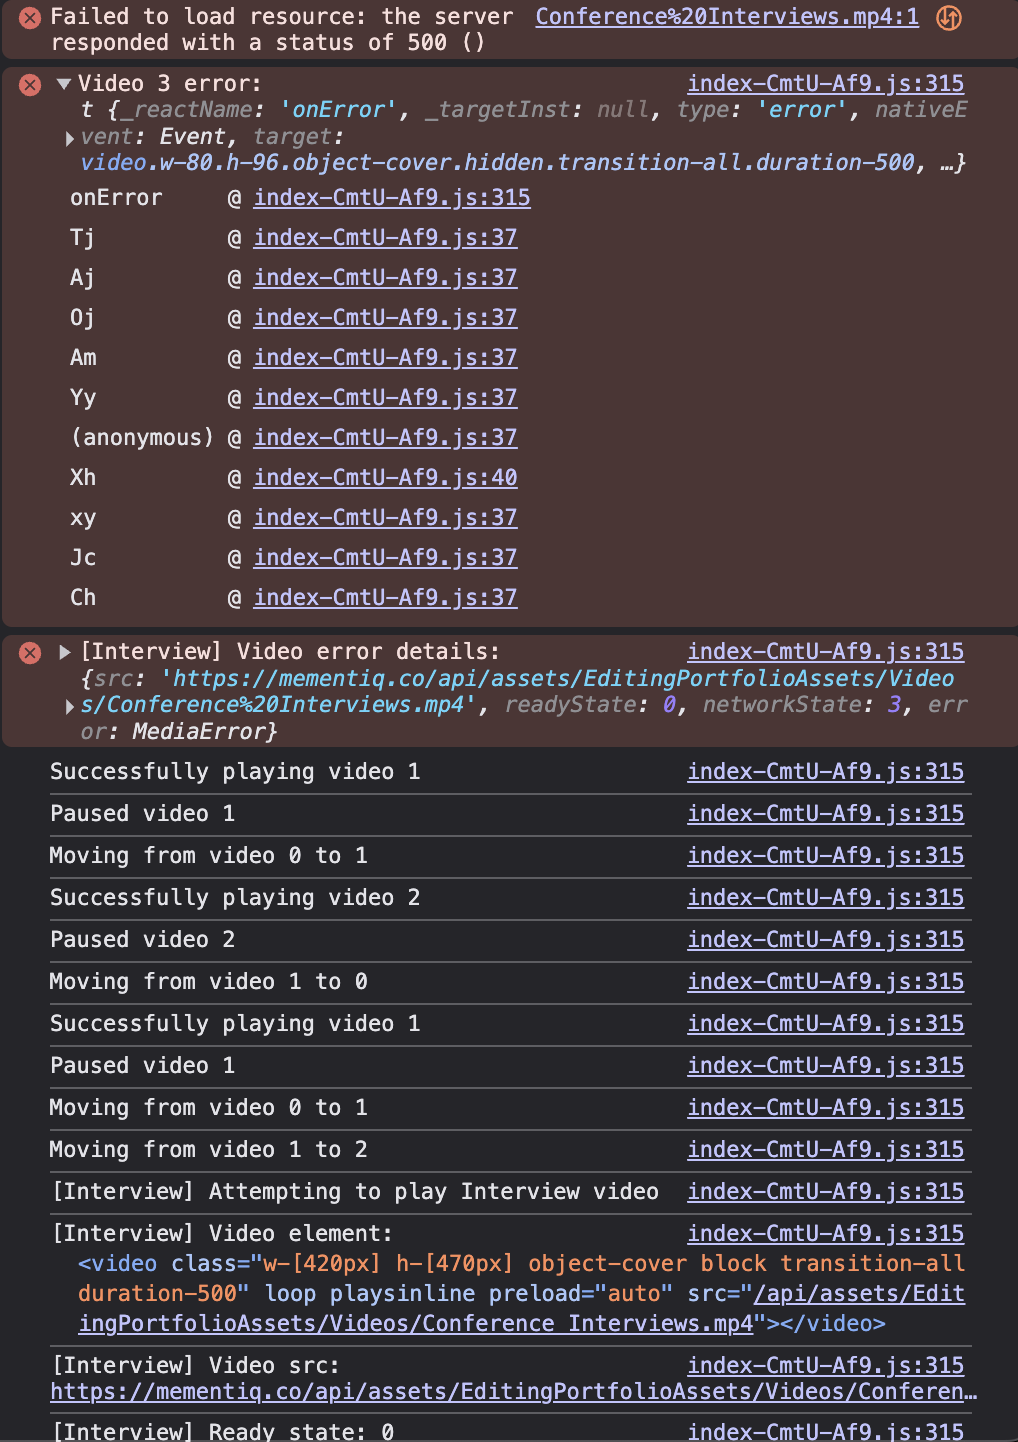 Failed to load resource: the server Conference%20Interviews.mp4:1
responded with a status of 500 ()
Video 3 error: index-CmtU-Af9.js:315
t {_reactName: 'onError', _targetInst: null, type: 'error', nativeE
vent: Event, target:
video.w-80.h-96.object-cover.hidden.transition-all.duration-500, …}
onError @ index-CmtU-Af9.js:315
Tj @ index-CmtU-Af9.js:37
Aj @ index-CmtU-Af9.js:37
Oj @ index-CmtU-Af9.js:37
Am @ index-CmtU-Af9.js:37
Yy @ index-CmtU-Af9.js:37
(anonymous) @ index-CmtU-Af9.js:37
Xh @ index-CmtU-Af9.js:40
xy @ index-CmtU-Af9.js:37
Jc @ index-CmtU-Af9.js:37
Ch @ index-CmtU-Af9.js:37
[Interview] Video error details: index-CmtU-Af9.js:315
{src: 'https://mementiq.co/api/assets/EditingPortfolioAssets/Video
s/Conference%20Interviews.mp4', readyState: 0, networkState: 3, err
or: MediaError}
Successfully playing video 1 index-CmtU-Af9.js:315
Paused video 1 index-CmtU-Af9.js:315
Moving from video 0 to 1 index-CmtU-Af9.js:315
Successfully playing video 2 index-CmtU-Af9.js:315
Paused video 2 index-CmtU-Af9.js:315
Moving from video 1 to 0 index-CmtU-Af9.js:315
Successfully playing video 1 index-CmtU-Af9.js:315
Paused video 1 index-CmtU-Af9.js:315
Moving from video 0 to 1 index-CmtU-Af9.js:315
Moving from video 1 to 2 index-CmtU-Af9.js:315
[Interview] Attempting to play Interview video index-CmtU-Af9.js:315
[Interview] Video element: index-CmtU-Af9.js:315
<video class="w-[420px] h-[470px] object-cover block transition-all
duration-500" loop playsinline preload="auto" src="/api/assets/Edit
ingPortfolioAssets/Videos/Conference Interviews.mp4"></video>
[Interview] Video src: index-CmtU-Af9.js:315
https://mementiq.co/api/assets/EditingPortfolioAssets/Videos/Conferen…
[Interview] Ready state: 0 index-CmtU-Af9.js:315